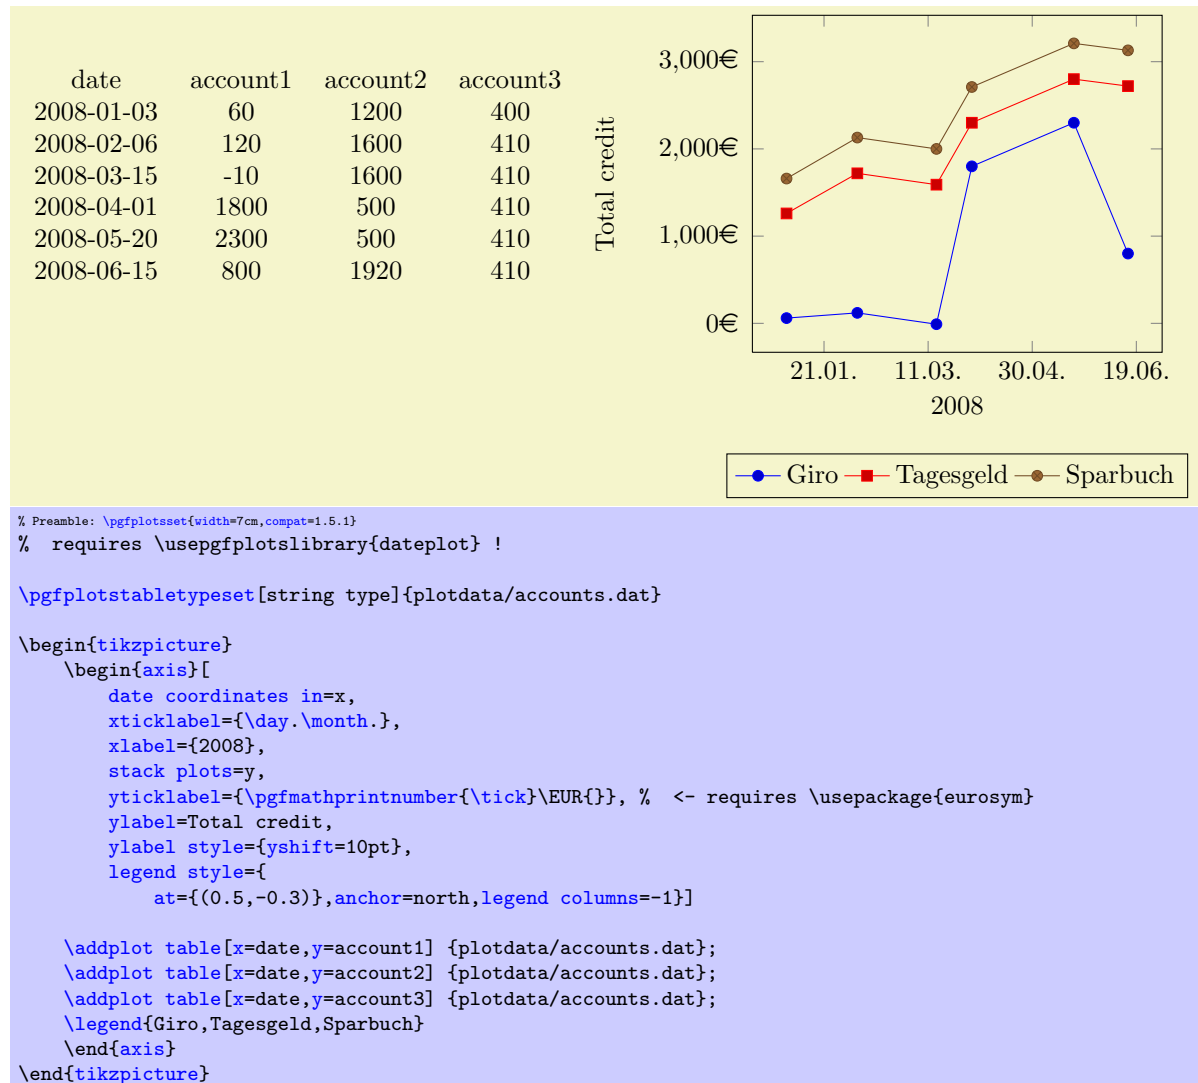 date account1 account2 account3
2008-01-03 60 1200 400
2008-02-06 120 1600 410
2008-03-15 -10 1600 410
2008-04-01 1800 500 410
2008-05-20 2300 500 410
2008-06-15 800 1920 410
Total credit
3,000€
2,000€
1,000€
0€
21.01. 11.03. 30.04. 19.06.
2008
Giro Tagesgeld Sparbuch
% Preamble: \pgfplotsset{width=7cm,compat=1.5.1}
%  requires \usepgfplotslibrary{dateplot} !
\pgfplotstabletypeset[string type]{plotdata/accounts.dat}
\begin{tikzpicture}
    \begin{axis}[
        date coordinates in=x,
        xticklabel={\day.\month.},
        xlabel={2008},
        stack plots=y,
        yticklabel={\pgfmathprintnumber{\tick}\EUR{}}, %  <- requires \usepackage{eurosym}
        ylabel=Total credit,
        ylabel style={yshift=10pt},
        legend style={
            at={(0.5,-0.3)},anchor=north,legend columns=-1}]
    \addplot table[x=date,y=account1] {plotdata/accounts.dat};
    \addplot table[x=date,y=account2] {plotdata/accounts.dat};
    \addplot table[x=date,y=account3] {plotdata/accounts.dat};
    \legend{Giro,Tagesgeld,Sparbuch}
    \end{axis}
\end{tikzpicture}